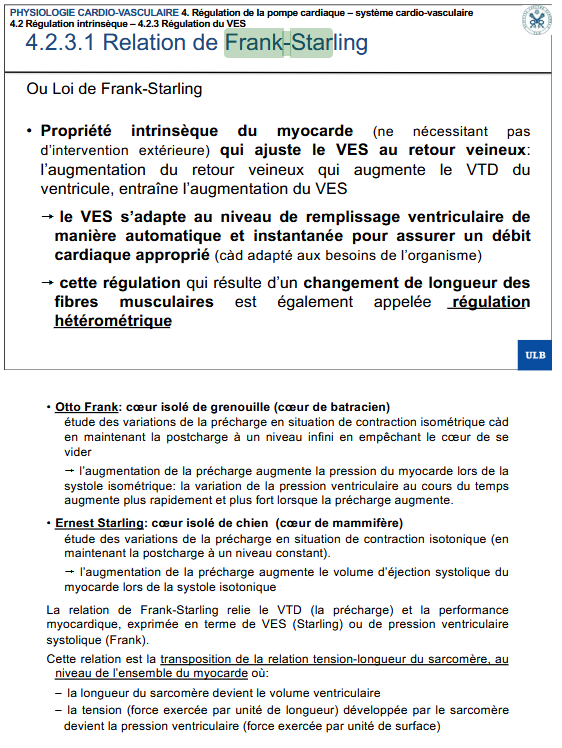 PHYSIOLOGIE CARDIO-VASCULAIRE 4. Régulation de la pompe cardiaque – système cardio-vasculaire
4.2 Régulation intrinsèque – 4.2.3 Régulation du VES
4.2.3.1 Relation de Frank-Starling
Ou Loi de Frank-Starling
• Propriété intrinsèque du myocarde (ne nécessitant pas
d’intervention extérieure) qui ajuste le VES au retour veineux:
l’augmentation du retour veineux qui augmente le VTD du
ventricule, entraîne l’augmentation du VES
→ le VES s’adapte au niveau de remplissage ventriculaire de
manière automatique et instantanée pour assurer un débit
cardiaque approprié (càd adapté aux besoins de l’organisme)
→ cette régulation qui résulte d’un changement de longueur des
fibres musculaires est également appelée régulation
hétérométrique
ULB
• Otto Frank: cœur isolé de grenouille (cœur de batracien)
étude des variations de la précharge en situation de contraction isométrique càd
en maintenant la postcharge à un niveau infini en empêchant le cœur de se
vider
→ l’augmentation de la précharge augmente la pression du myocarde lors de la
systole isométrique: la variation de la pression ventriculaire au cours du temps
augmente plus rapidement et plus fort lorsque la précharge augmente.
• Ernest Starling: cœur isolé de chien (cœur de mammifère)
étude des variations de la précharge en situation de contraction isotonique (en
maintenant la postcharge à un niveau constant).
→ l’augmentation de la précharge augmente le volume d’éjection systolique du
myocarde lors de la systole isotonique
La relation de Frank-Starling relie le VTD (la précharge) et la performance
myocardique, exprimée en terme de VES (Starling) ou de pression ventriculaire
systolique (Frank).
Cette relation est la transposition de la relation tension-longueur du sarcomère, au
niveau de l’ensemble du myocarde où:
– la longueur du sarcomère devient le volume ventriculaire
– la tension (force exercée par unité de longueur) développée par le sarcomère
devient la pression ventriculaire (force exercée par unité de surface)